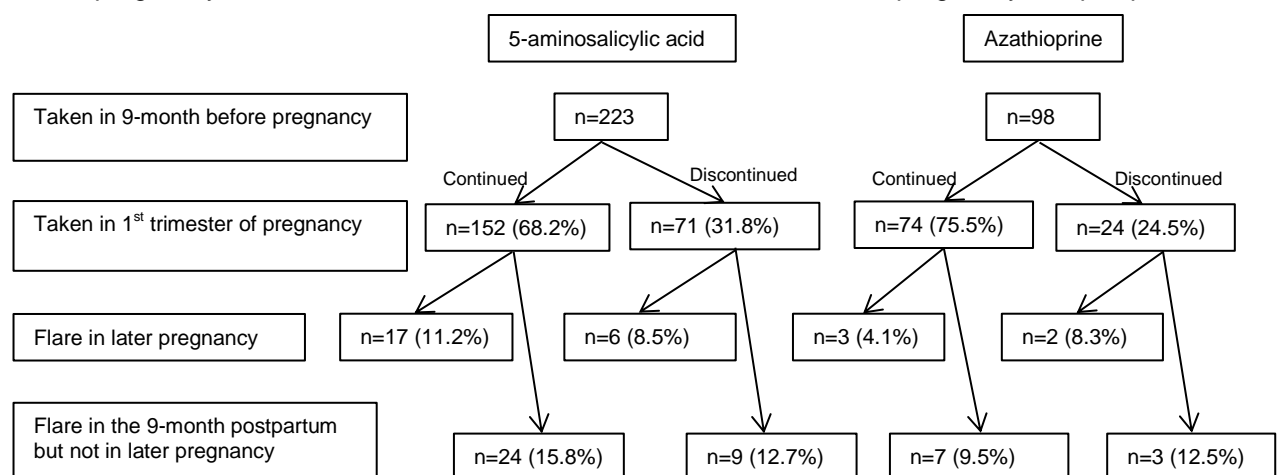 5-aminosalicylic acid Azathioprine
Taken in 9-month before pregnancy n=223 n=98
Continued Discontinued Continued Discontinued
Taken in 1st trimester of pregnancy n=152 (68.2%) n=71 (31.8%) n=74 (75.5%) n=24 (24.5%)
Flare in later pregnancy n=17 (11.2%) n=6 (8.5%) n=3 (4.1%) n=2 (8.3%)
Flare in the 9-month postpartum
but not in later pregnancy n=24 (15.8%) n=9 (12.7%) n=7 (9.5%) n=3 (12.5%)